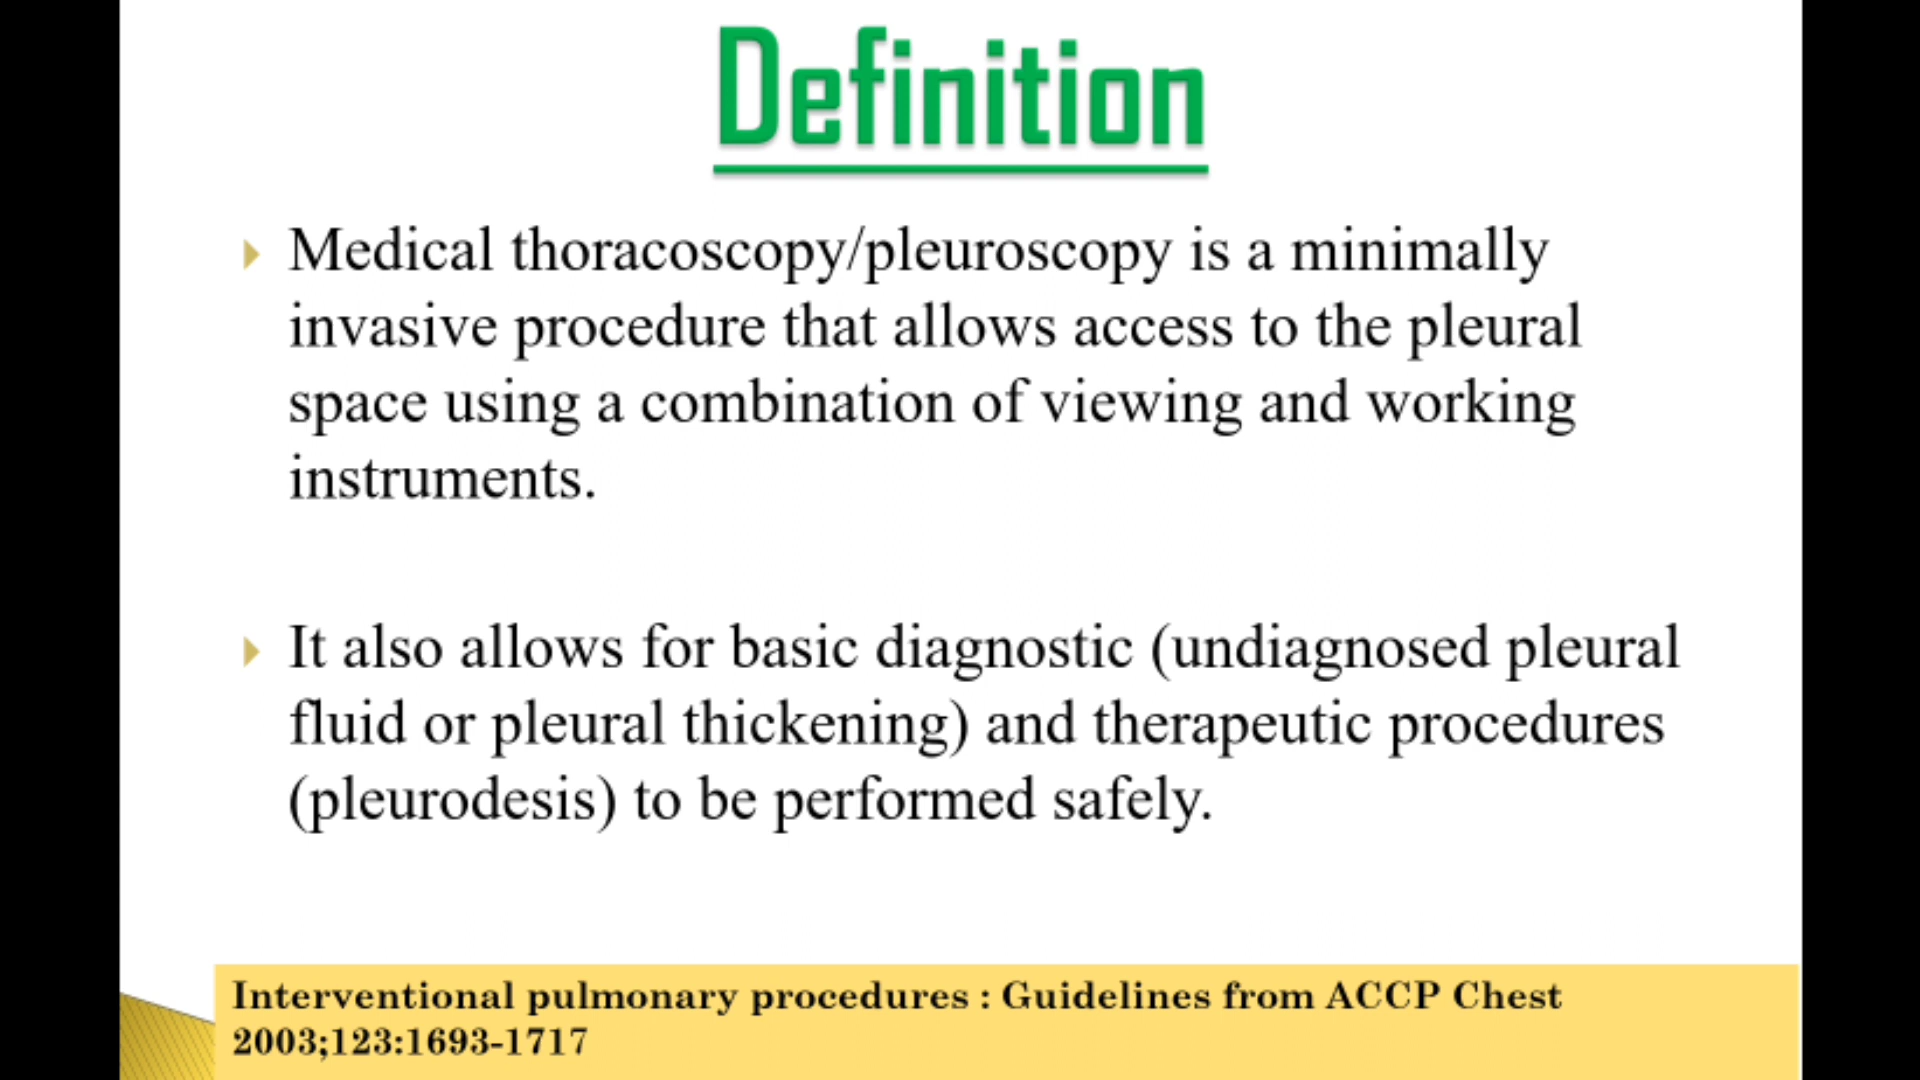 Definition
Medical thoracoscopy/pleuroscopy is a minimally
invasive procedure that allows access to the pleural
space using a combination of viewing and working
instruments.
It also allows for basic diagnostic (undiagnosed pleural
fluid or pleural thickening) and therapeutic procedures
(pleurodesis) to be performed safely.
Interventional pulmonary procedures : Guidelines from ACCP Chest
2003;123:1693-1717